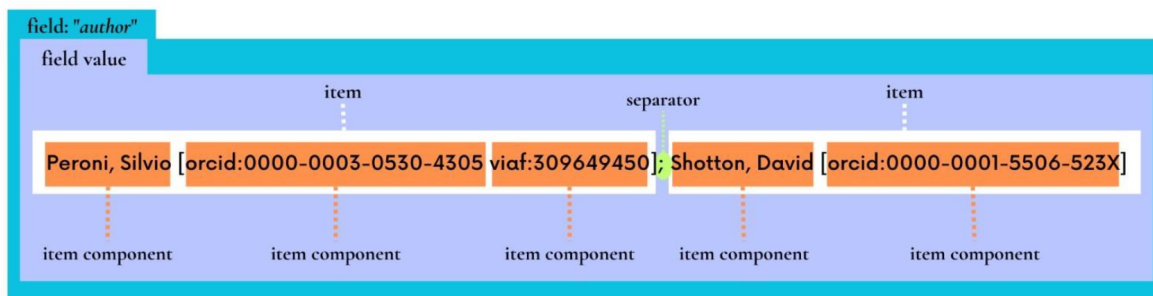 field: "author"
field value
item separator item
Peroni, Silvio [orcid:0000-0003-0530-4305 viaf:309649450]; Shotton, David [orcid:0000-0001-5506-523X]
item component item component item component item component item component